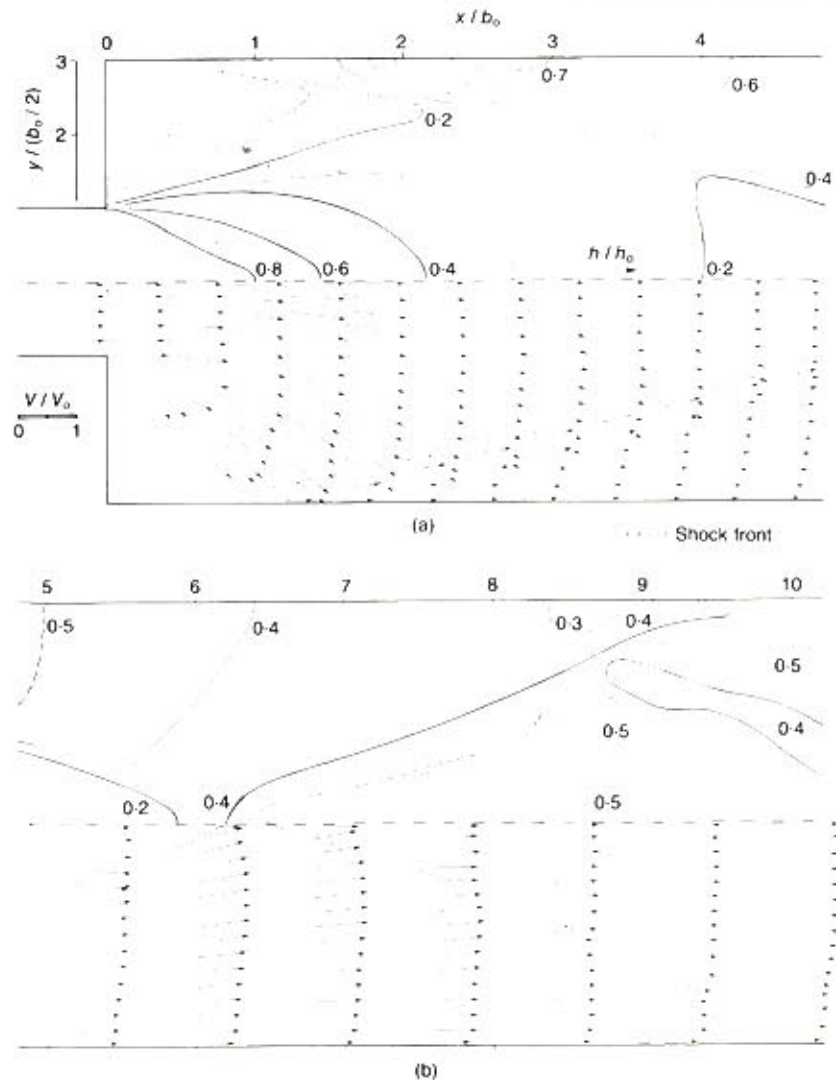 x / b₀
0 1 2 3 4
3
2
1
y / (b₀ / 2)
0·7 0·6
0·2
0·4
0·8 0·6 0·4 0·2
h / h₀
V / V₀
0 1
(a)
Shock front
5 6 7 8 9 10
0·5 0·4 0·3 0·4
0·5
0·5 0·4
0·2 0·4 0·5
(b)